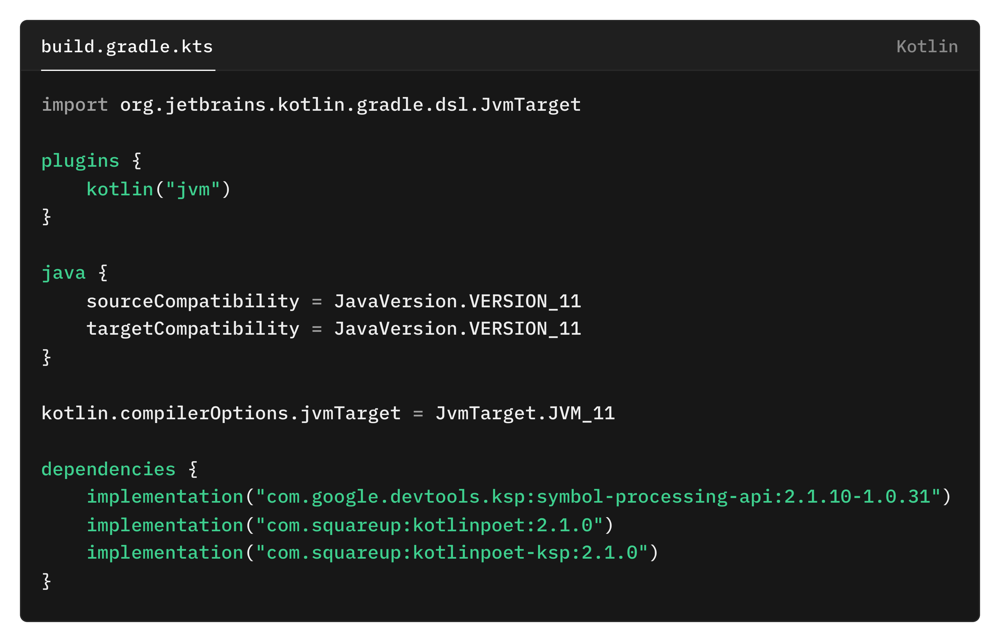 build.gradle.kts
Kotlin
import org.jetbrains.kotlin.gradle.dsl.JvmTarget
plugins {
    kotlin("jvm")
}
java {
    sourceCompatibility = JavaVersion.VERSION_11
    targetCompatibility = JavaVersion.VERSION_11
}
kotlin.compilerOptions.jvmTarget = JvmTarget.JVM_11
dependencies {
    implementation("com.google.devtools.ksp:symbol-processing-api:2.1.10-1.0.31")
    implementation("com.squareup:kotlinpoet:2.1.0")
    implementation("com.squareup:kotlinpoet-ksp:2.1.0")
}